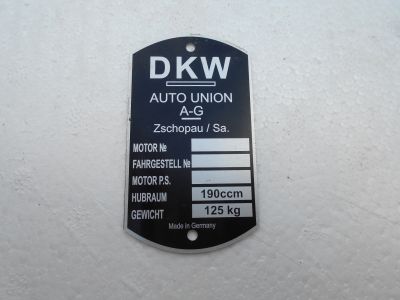 DKW
AUTO UNION
A-G
Zschopau / Sa.
MOTOR №
FAHRGESTELL №
MOTOR P.S.
HUBRAUM 190ccm
GEWICHT 125 kg
Made in Germany